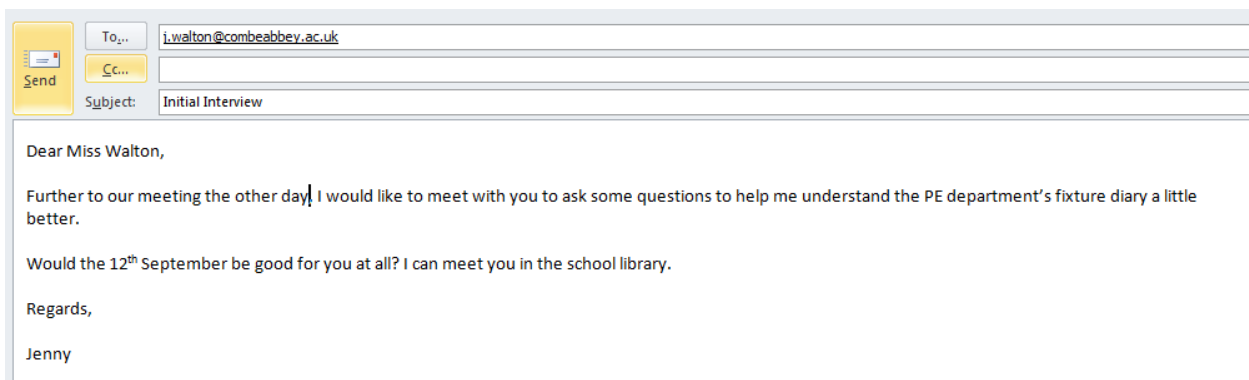 To... j.walton@combeabbey.ac.uk
Cc...
Send
Subject: Initial Interview
Dear Miss Walton,
Further to our meeting the other day, I would like to meet with you to ask some questions to help me understand the PE department's fixture diary a little
better.
Would the 12th September be good for you at all? I can meet you in the school library.
Regards,
Jenny